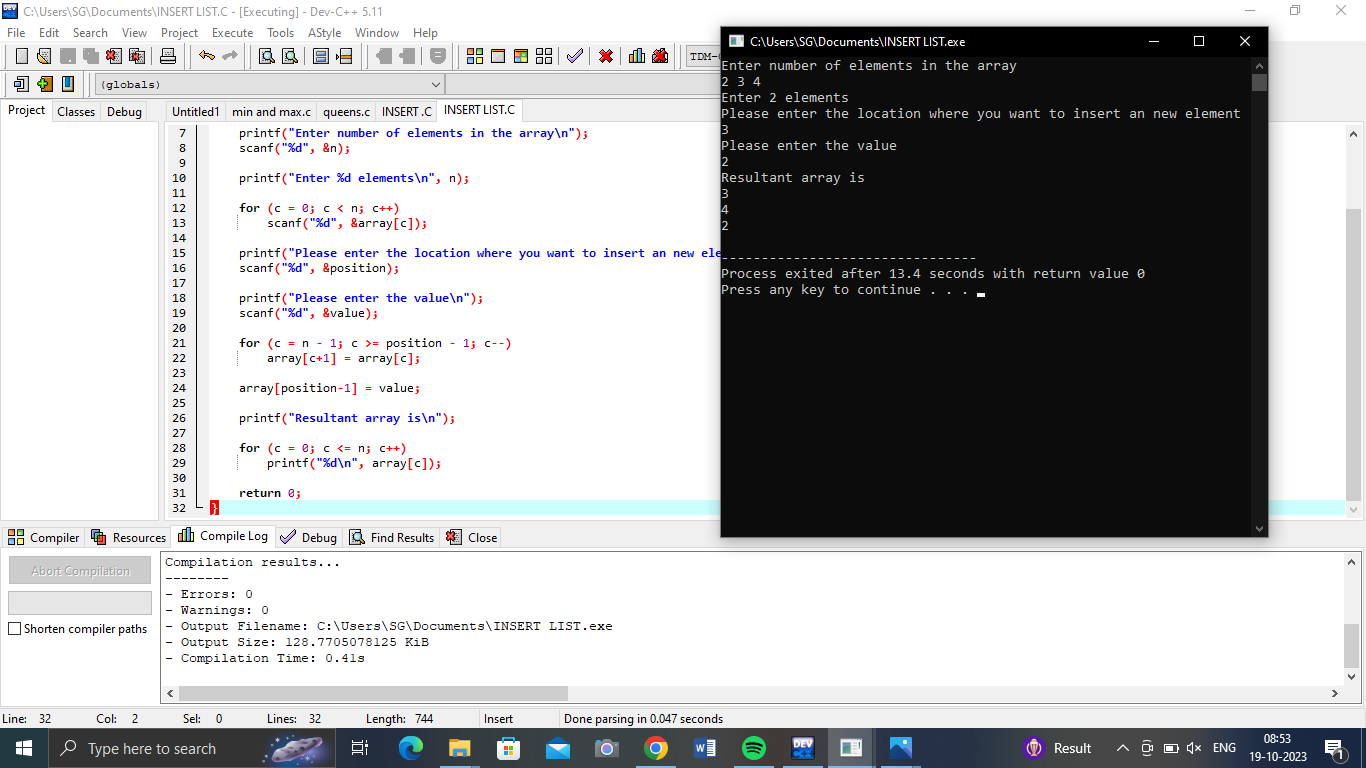 C:\Users\SG\Documents\INSERT LIST.C - [Executing] - Dev-C++ 5.11
File Edit Search View Project Execute Tools AStyle Window Help
TDM-
(globals)
Project Classes Debug
Untitled1 min and max.c queens.c INSERT .C INSERT LIST.C
7 printf("Enter number of elements in the array\n");
8 scanf("%d", &n);
9
10 printf("Enter %d elements\n", n);
11
12 for (c = 0; c < n; c++)
13 scanf("%d", &array[c]);
14
15 printf("Please enter the location where you want to insert an new ele
16 scanf("%d", &position);
17
18 printf("Please enter the value\n");
19 scanf("%d", &value);
20
21 for (c = n - 1; c >= position - 1; c--)
22 array[c+1] = array[c];
23
24 array[position-1] = value;
25
26 printf("Resultant array is\n");
27
28 for (c = 0; c <= n; c++)
29 printf("%d\n", array[c]);
30
31 return 0;
32 }
C:\Users\SG\Documents\INSERT LIST.exe
Enter number of elements in the array
2 3 4
Enter 2 elements
Please enter the location where you want to insert an new element
3
Please enter the value
2
Resultant array is
3
4
2
--------------------------------
Process exited after 13.4 seconds with return value 0
Press any key to continue . . .
Compiler Resources Compile Log Debug Find Results Close
Abort Compilation
Shorten compiler paths
Compilation results...
--------
- Errors: 0
- Warnings: 0
- Output Filename: C:\Users\SG\Documents\INSERT LIST.exe
- Output Size: 128.7705078125 KiB
- Compilation Time: 0.41s
Line: 32 Col: 2 Sel: 0 Lines: 32 Length: 744 Insert Done parsing in 0.047 seconds
Type here to search
DEV
W
Result
ENG
08:53
19-10-2023
1